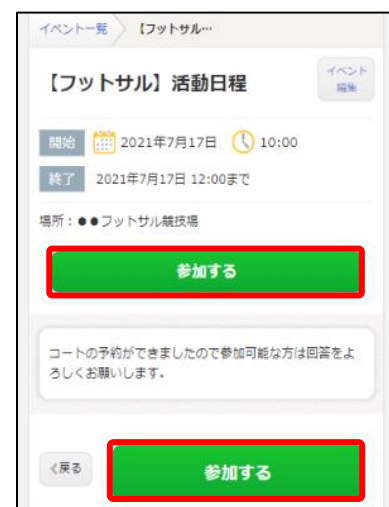 イベント一覧 【フットサル…
【フットサル】活動日程
イベント
編集
開始 2021年7月17日 10:00
終了 2021年7月17日 12:00まで
場所：●●フットサル競技場
参加する
コートの予約ができましたので参加可能な方は回答をよ
ろしくお願いします。
〈戻る 参加する